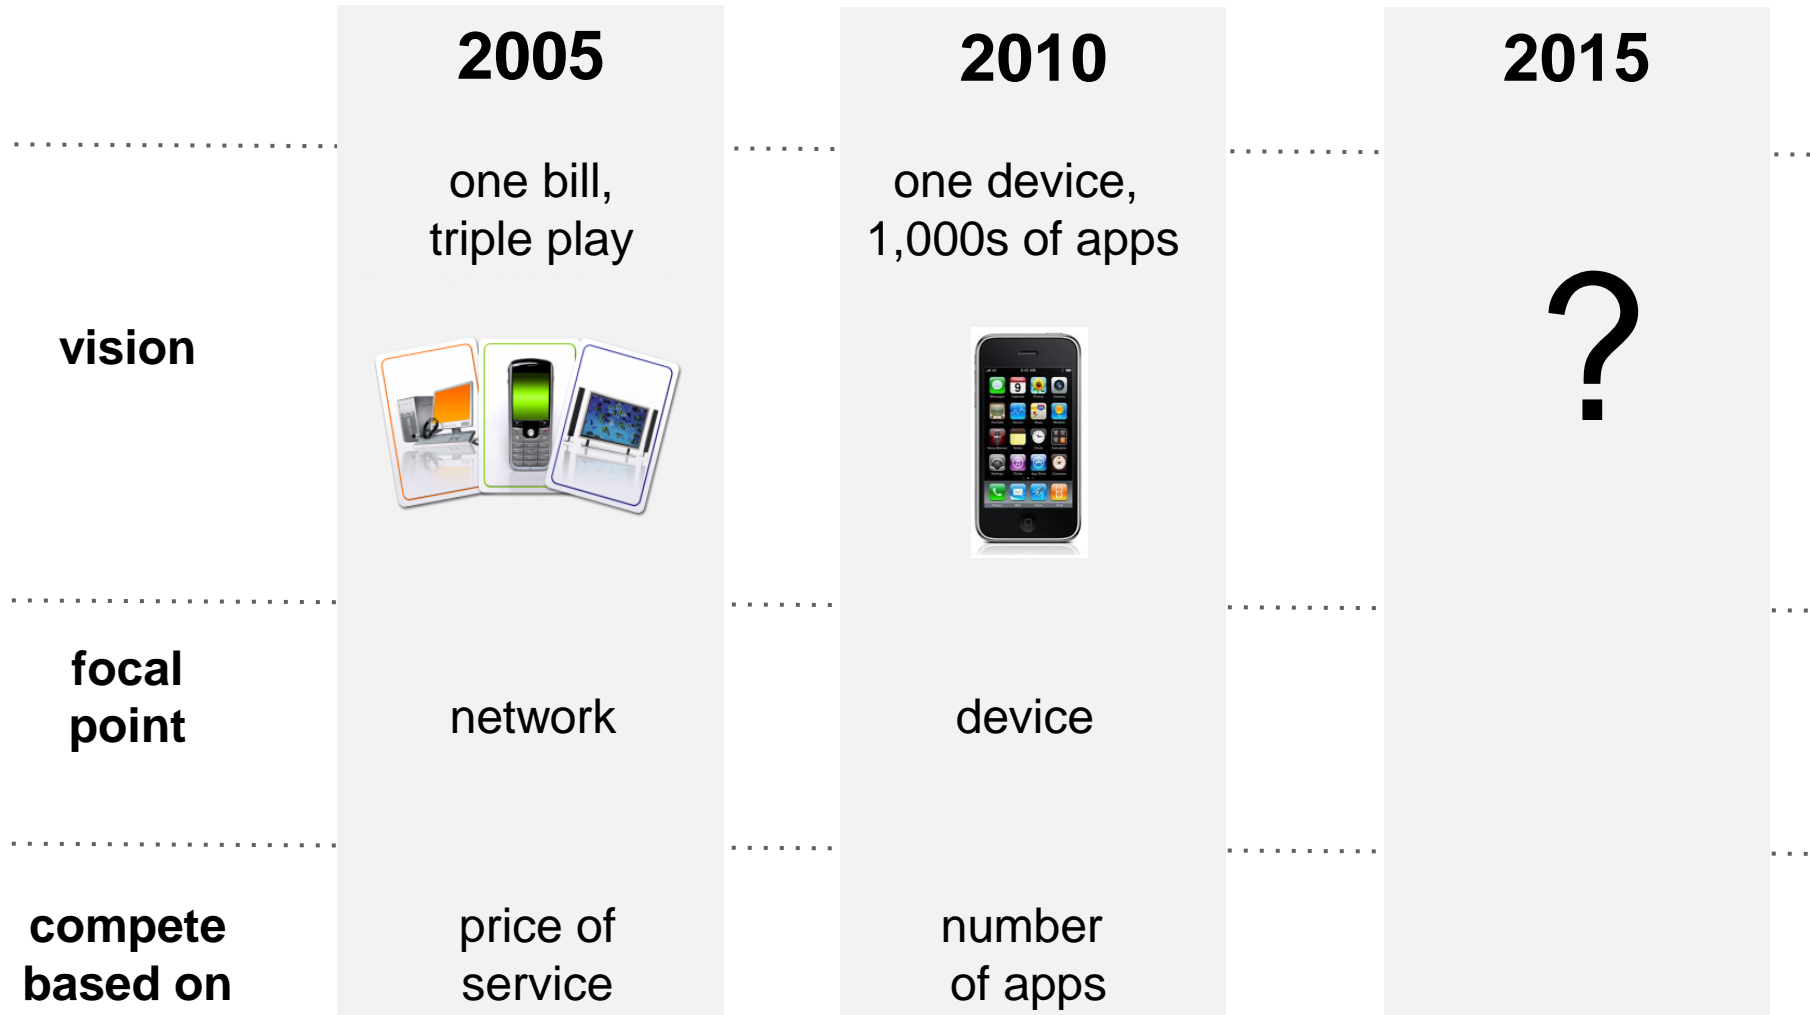 2005
2010
2015
vision
one bill,
triple play
one device,
1,000s of apps
?
focal
point
network
device
compete
based on
price of
service
number
of apps